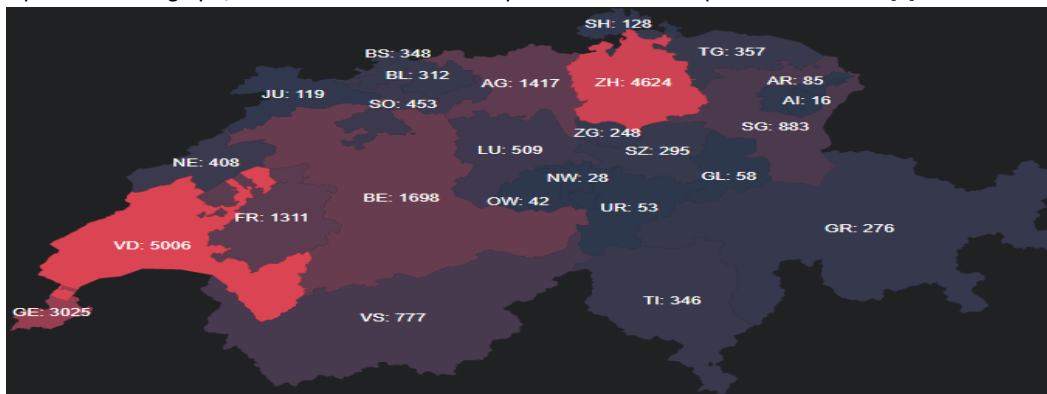 SH: 128
BS: 348
TG: 357
BL: 312
AG: 1417
ZH: 4624
AR: 85
JU: 119
SO: 453
AI: 16
ZG: 248
SG: 883
LU: 509
SZ: 295
NE: 408
NW: 28
GL: 58
BE: 1698
OW: 42
UR: 53
FR: 1311
GR: 276
VD: 5006
TI: 346
GE: 3025
VS: 777